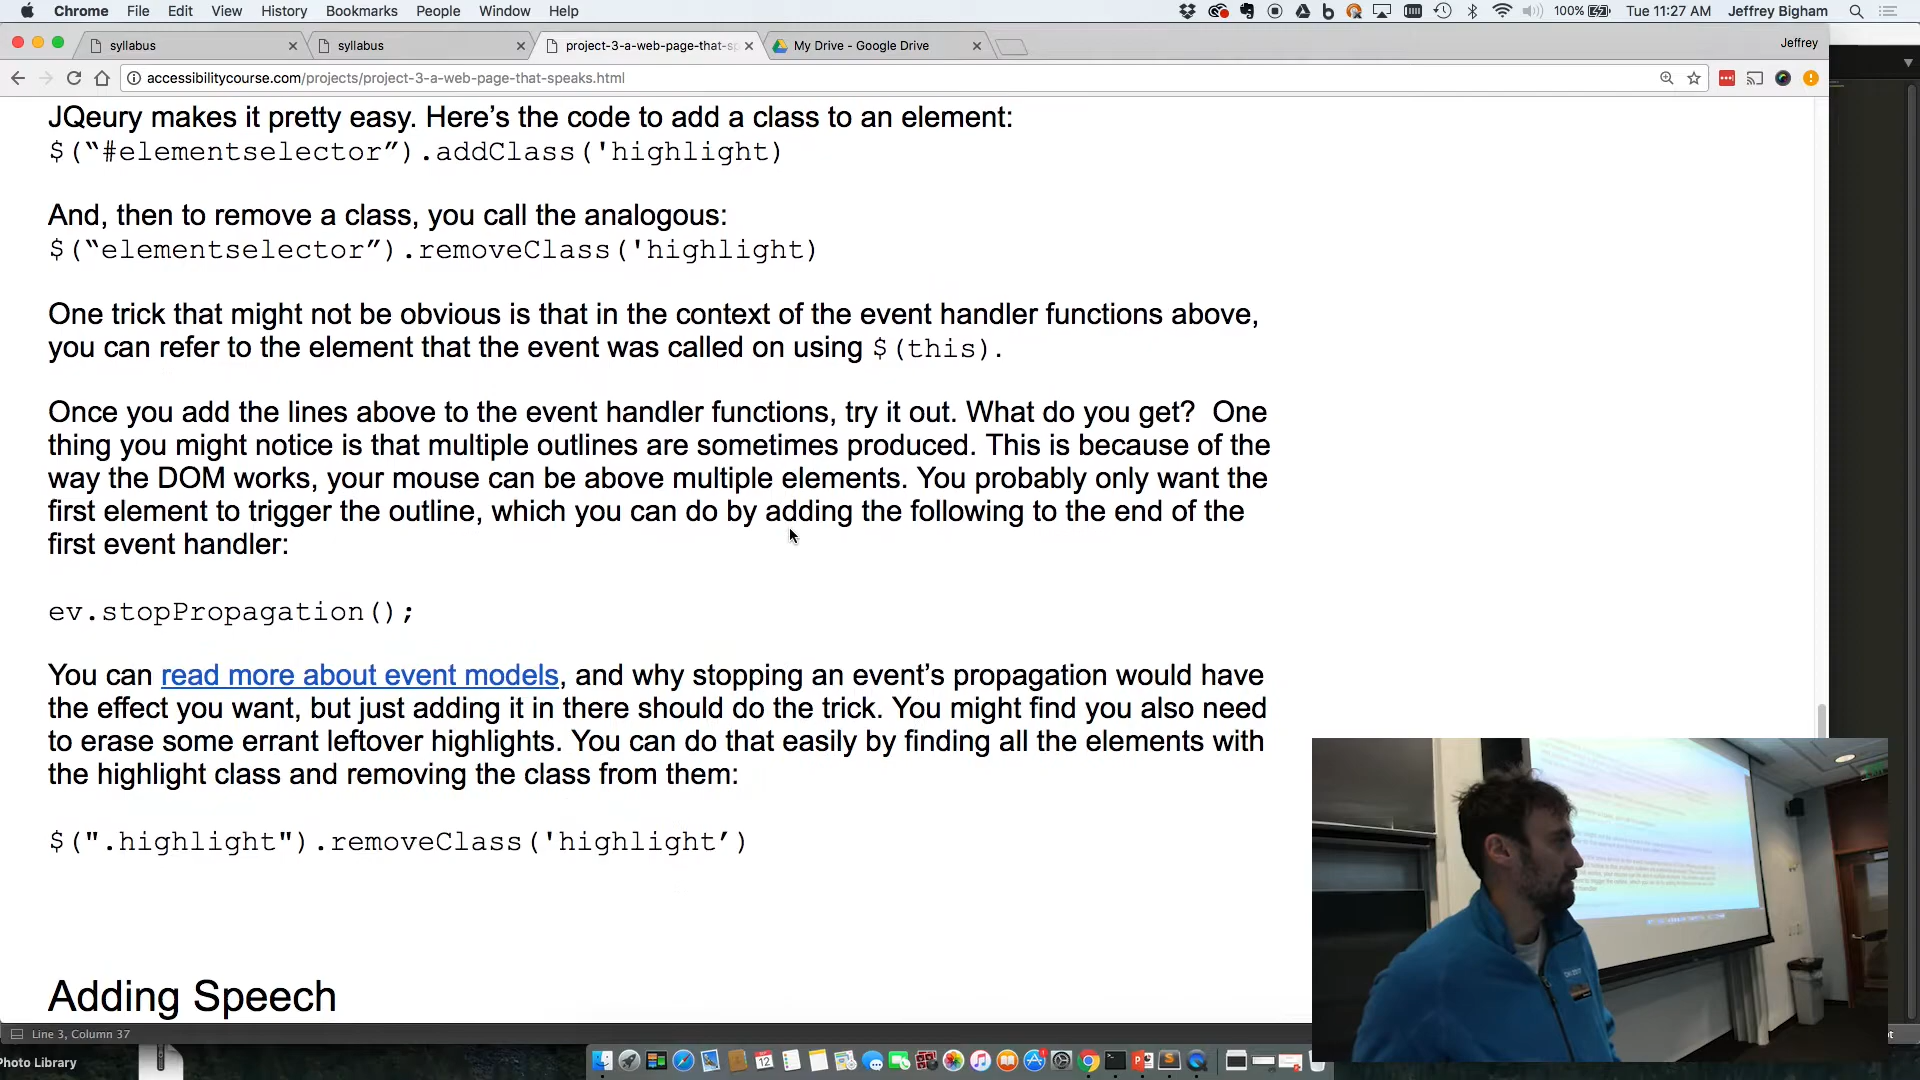 Chrome File Edit View History Bookmarks People Window Help 100% Tue 11:27 AM Jeffrey Bigham
syllabus syllabus project-3-a-web-page-that-sp My Drive - Google Drive Jeffrey
accessibilitycourse.com/projects/project-3-a-web-page-that-speaks.html
JQeury makes it pretty easy. Here’s the code to add a class to an element:
$(“#elementselector”).addClass('highlight)
And, then to remove a class, you call the analogous:
$(“elementselector”).removeClass('highlight)
One trick that might not be obvious is that in the context of the event handler functions above,
you can refer to the element that the event was called on using $(this).
Once you add the lines above to the event handler functions, try it out. What do you get? One
thing you might notice is that multiple outlines are sometimes produced. This is because of the
way the DOM works, your mouse can be above multiple elements. You probably only want the
first element to trigger the outline, which you can do by adding the following to the end of the
first event handler:
ev.stopPropagation();
You can read more about event models, and why stopping an event’s propagation would have
the effect you want, but just adding it in there should do the trick. You might find you also need
to erase some errant leftover highlights. You can do that easily by finding all the elements with
the highlight class and removing the class from them:
$(".highlight").removeClass('highlight’)
Adding Speech
Line 3, Column 37
Photo Library